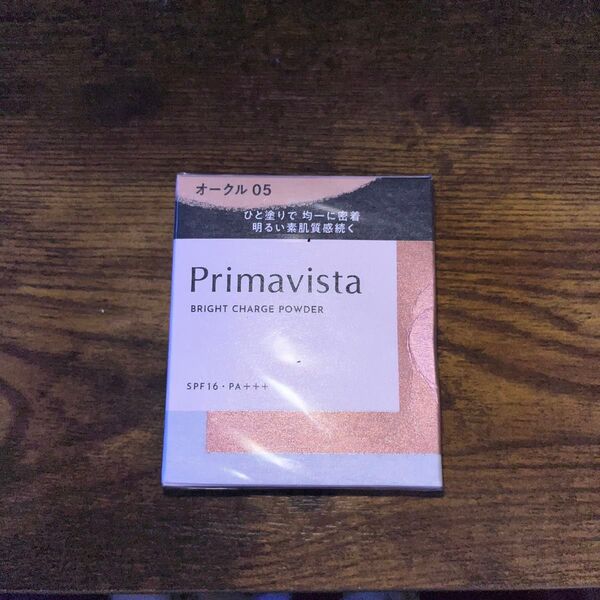 オークル 05
ひと塗りで 均一に密着
明るい素肌質感続く
Primavista
BRIGHT CHARGE POWDER
SPF16・PA+++